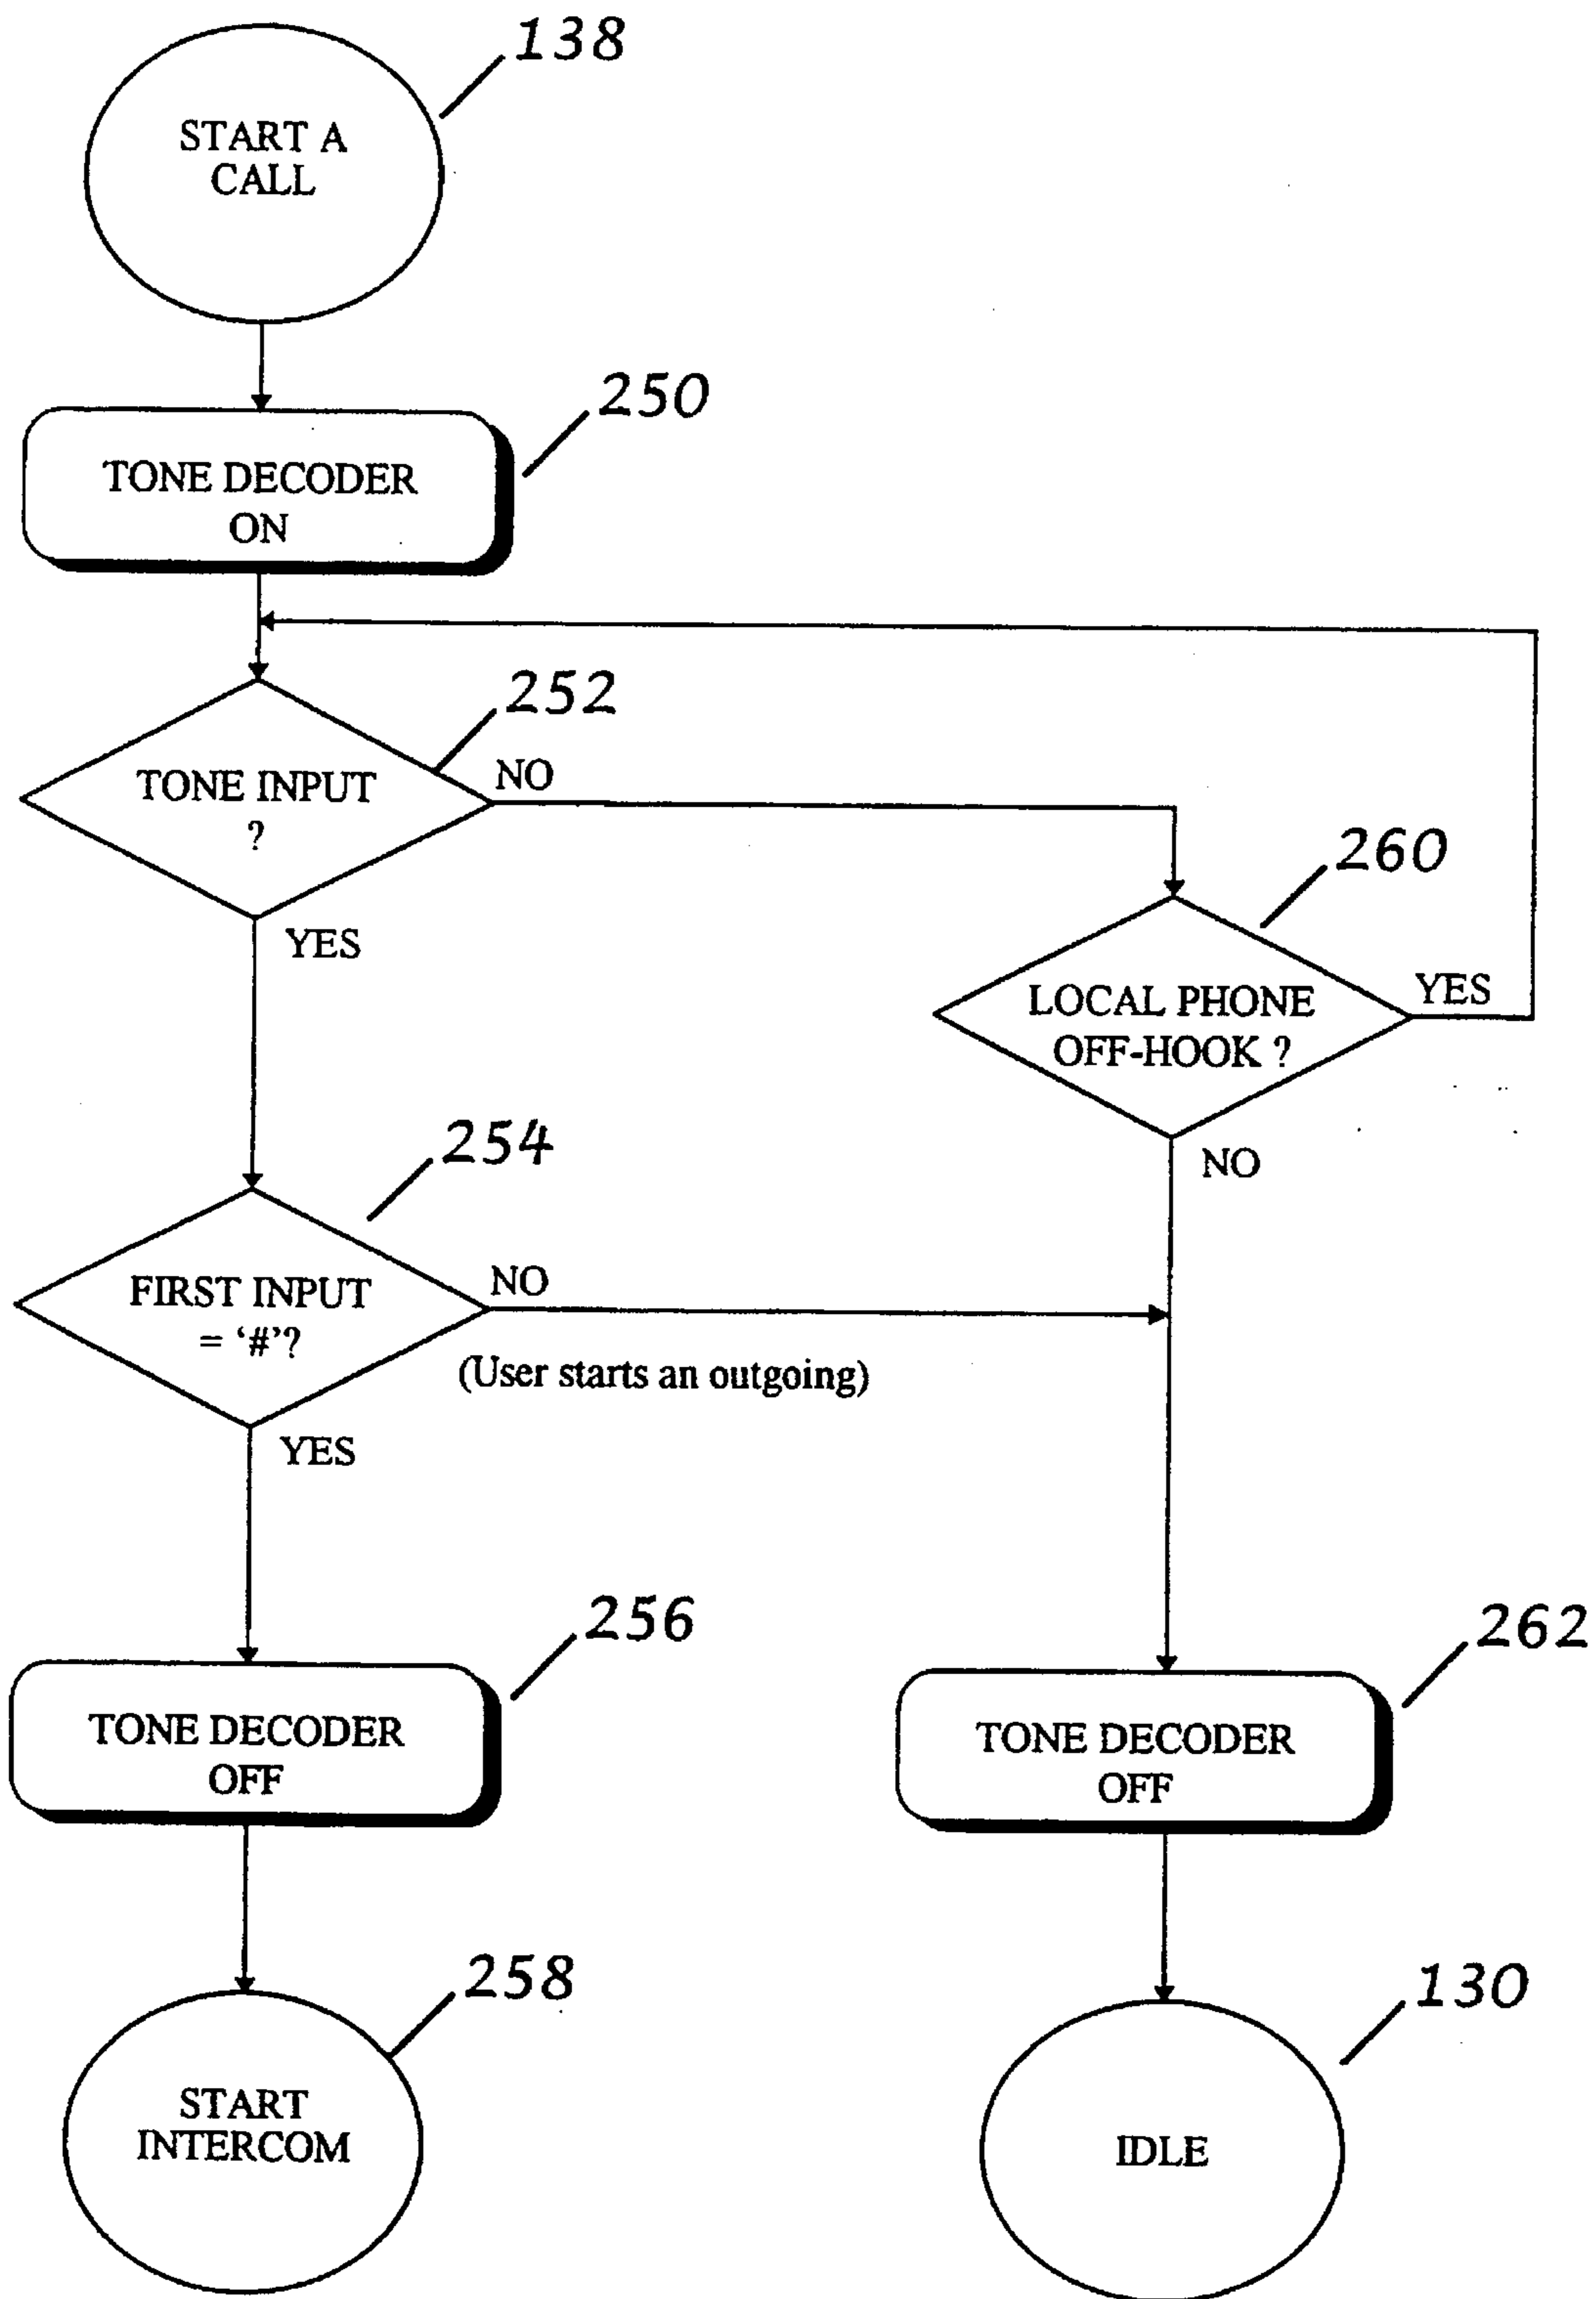 138
START A
CALL
250
TONE DECODER
ON
252
TONE INPUT
?
NO
YES
260
LOCAL PHONE
OFF-HOOK ?
YES
NO
254
FIRST INPUT
= ‘#’?
NO
(User starts an outgoing)
YES
256
TONE DECODER
OFF
262
TONE DECODER
OFF
258
START
INTERCOM
130
IDLE